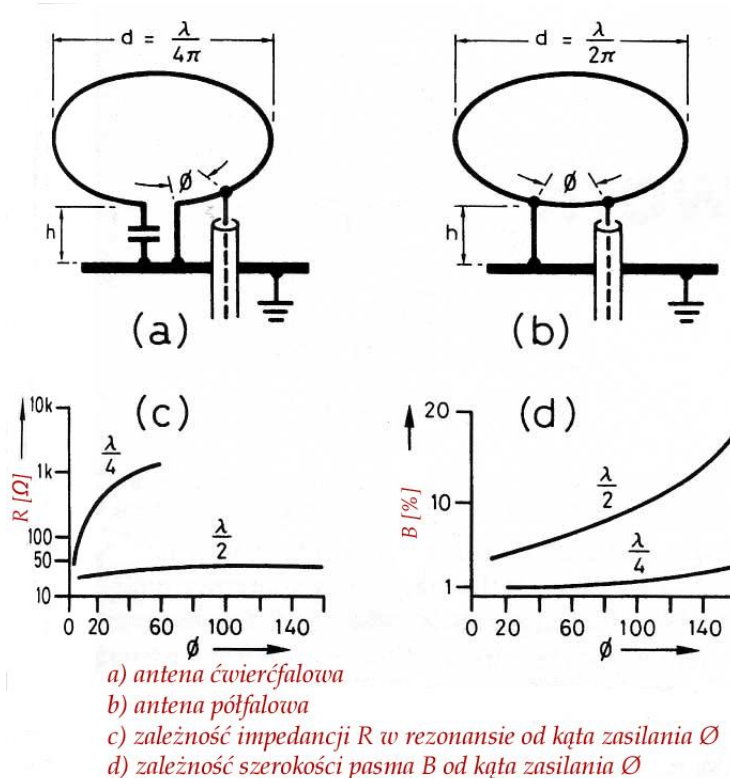 d = λ/4π
d = λ/2π
Ø
Ø
h
h
(a)
(b)
(c)
(d)
R [Ω]
10k
1k
100
50
10
λ/4
λ/2
0 20 60 100 140
Ø
B [%]
20
10
1
λ/2
λ/4
0 20 60 100 140
Ø
a) antena ćwierćfalowa
b) antena półfalowa
c) zależność impedancji R w rezonansie od kąta zasilania Ø
d) zależność szerokości pasma B od kąta zasilania Ø